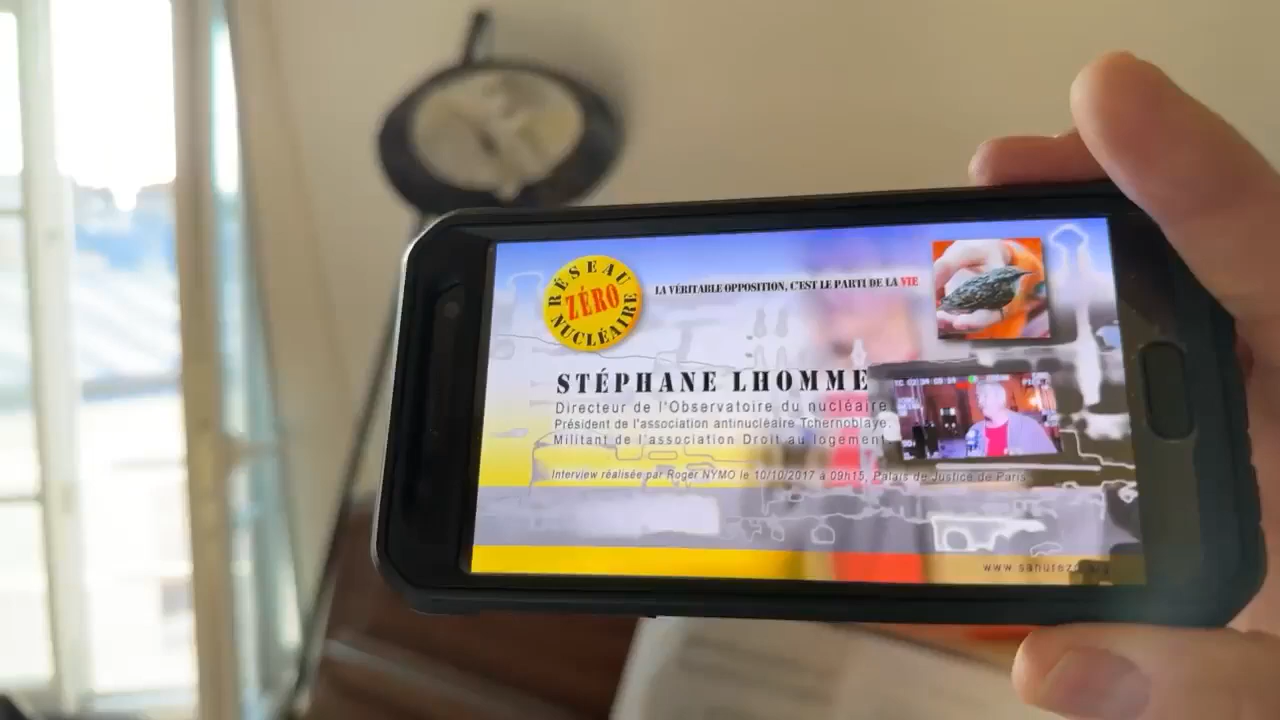 RÉSEAU
ZÉRO
NUCLÉAIRE
LA VÉRITABLE OPPOSITION, C'EST LE PARTI DE LA VIE
STÉPHANE LHOMME
Directeur de l'Observatoire du nucléaire
Président de l'association antinucléaire Tchernoblaye.
Militant de l'association Droit au logement
Interview réalisée par Roger NYMO le 10/10/2017 à 09h15, Palais de Justice de Paris